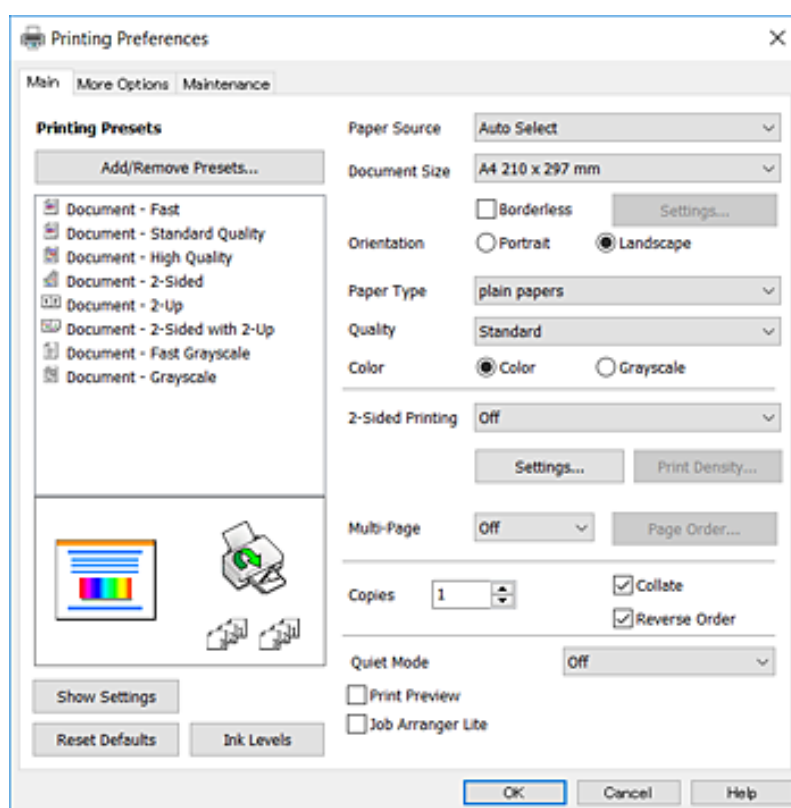 Printing Preferences
Main More Options Maintenance
Printing Presets
Add/Remove Presets...
Document - Fast
Document - Standard Quality
Document - High Quality
Document - 2-Sided
Document - 2-Up
Document - 2-Sided with 2-Up
Document - Fast Grayscale
Document - Grayscale
Show Settings
Reset Defaults Ink Levels
Paper Source Auto Select
Document Size A4 210 x 297 mm
Borderless Settings...
Orientation Portrait Landscape
Paper Type plain papers
Quality Standard
Color Color Grayscale
2-Sided Printing Off
Settings... Print Density...
Multi-Page Off Page Order...
Copies 1 Collate
Reverse Order
Quiet Mode Off
Print Preview
Job Arranger Lite
OK Cancel Help